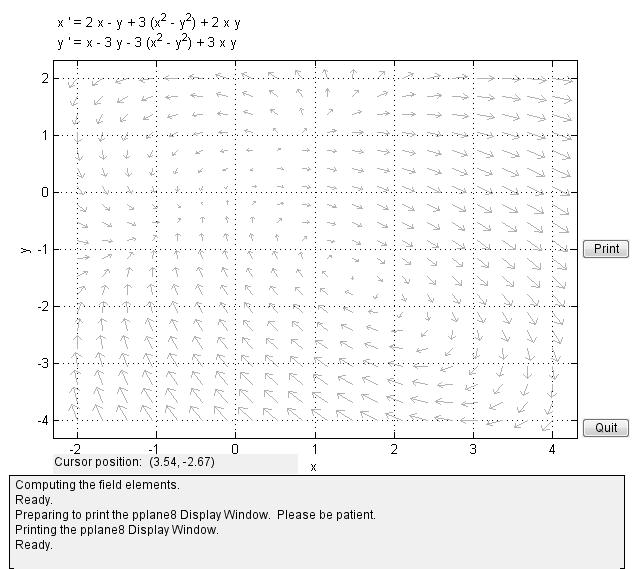 x ' = 2 x - y + 3 (x² - y²) + 2 x y
y ' = x - 3 y - 3 (x² - y²) + 3 x y
2
1
0
-1
-2
-3
-4
y
-2
-1
0
1
2
3
4
x
Print
Quit
Cursor position: (3.54, -2.67)
Computing the field elements.
Ready.
Preparing to print the pplane8 Display Window. Please be patient.
Printing the pplane8 Display Window.
Ready.